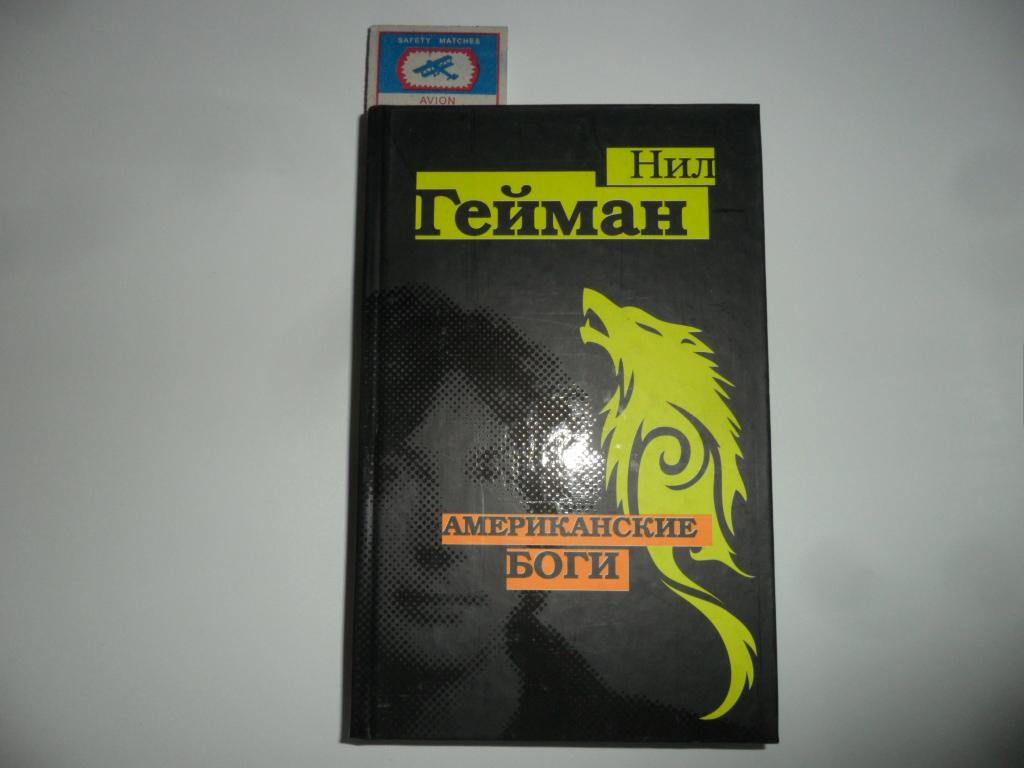 SAFETY MATCHES
AVION
Нил
Гейман
АМЕРИКАНСКИЕ
БОГИ